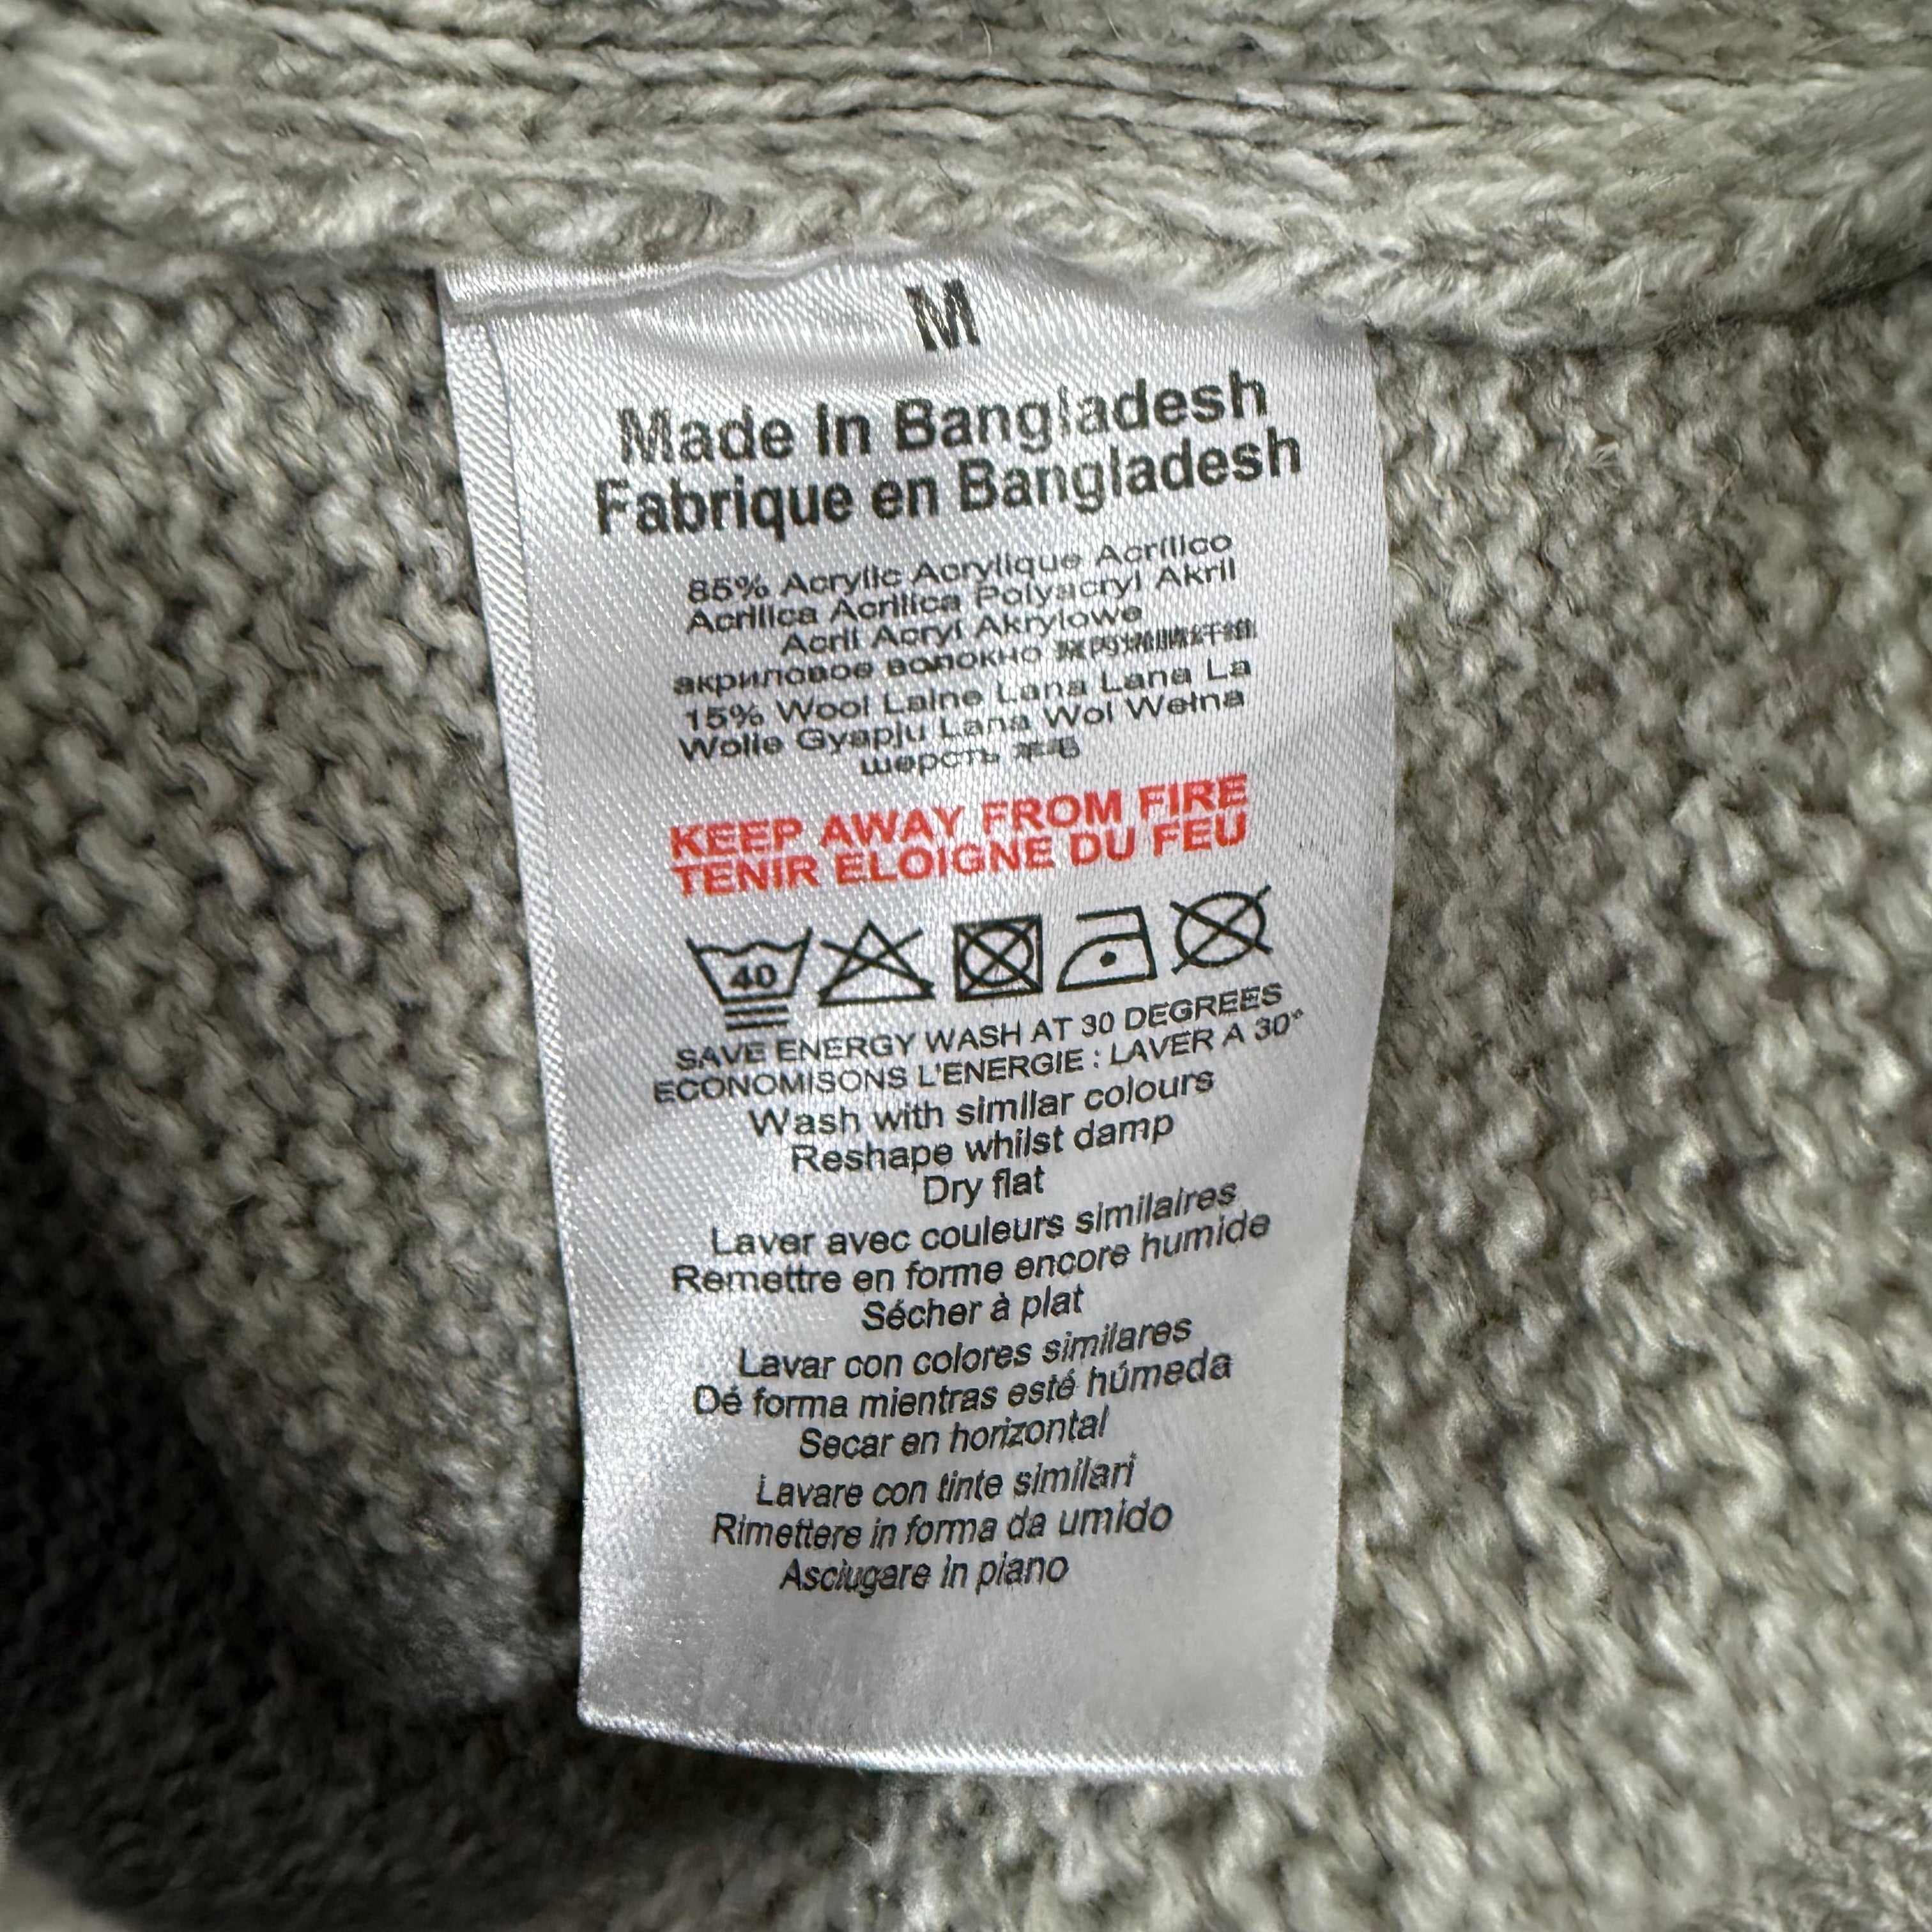 M
Made In Bangladesh
Fabrique en Bangladesh
85% Acrylic Acrylique Acrílico
Acrilica Acrílica Polyacryl Akril
Acril Acryl Akrylowe
акриловое волокно
15% Wool Laine Lana Lana La
Wolle Gyapju Lana Wol Wełna
шерсть
KEEP AWAY FROM FIRE
TENIR ELOIGNE DU FEU
40
SAVE ENERGY WASH AT 30 DEGREES
ECONOMISONS L'ENERGIE : LAVER A 30°
Wash with similar colours
Reshape whilst damp
Dry flat
Laver avec couleurs similaires
Remettre en forme encore humide
Sécher à plat
Lavar con colores similares
Dé forma mientras esté húmeda
Secar en horizontal
Lavare con tinte similari
Rimettere in forma da umido
Asciugare in piano